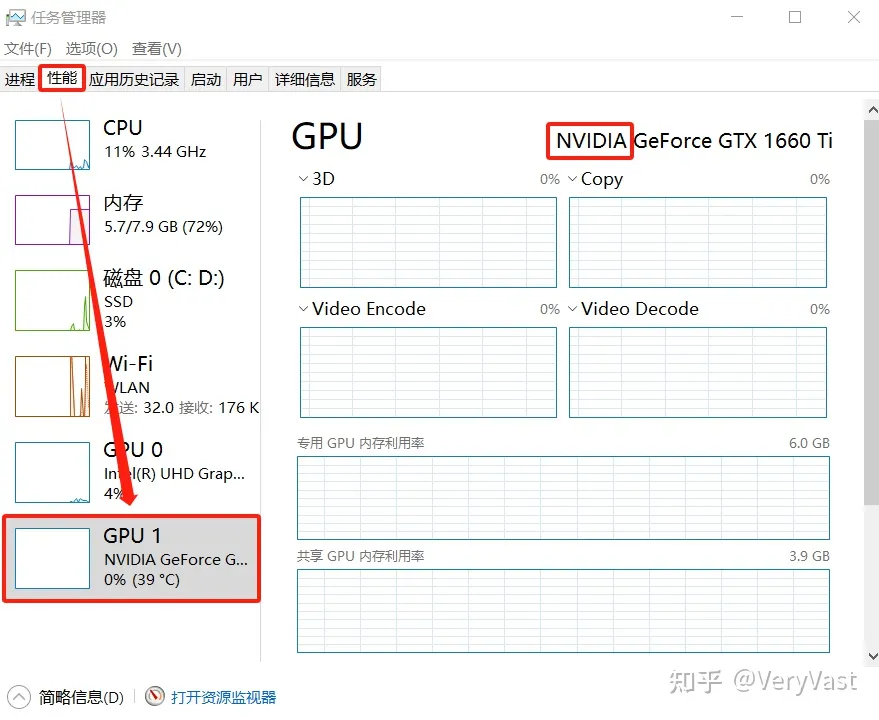 任务管理器
文件(F) 选项(O) 查看(V)
进程 性能 应用历史记录 启动 用户 详细信息 服务
CPU
11% 3.44 GHz
内存
5.7/7.9 GB (72%)
磁盘 0 (C: D:)
SSD
3%
Wi-Fi
WLAN
发送: 32.0 接收: 176 K
GPU 0
Intel(R) UHD Grap...
4%
GPU 1
NVIDIA GeForce G...
0% (39 °C)
GPU
NVIDIA GeForce GTX 1660 Ti
3D 0% Copy 0%
Video Encode 0% Video Decode 0%
专用 GPU 内存利用率 6.0 GB
共享 GPU 内存利用率 3.9 GB
简略信息(D) 打开资源监视器
知乎 @VeryVast